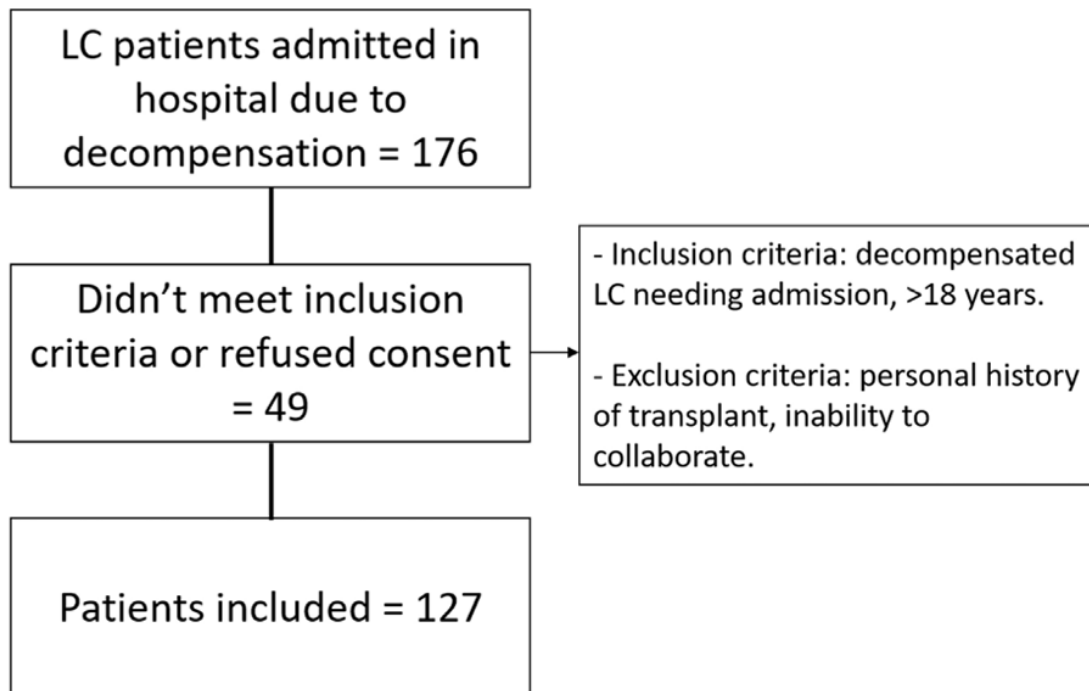 LC patients admitted in
hospital due to
decompensation = 176
Didn't meet inclusion
criteria or refused consent
= 49
- Inclusion criteria: decompensated
LC needing admission, >18 years.
- Exclusion criteria: personal history
of transplant, inability to
collaborate.
Patients included = 127